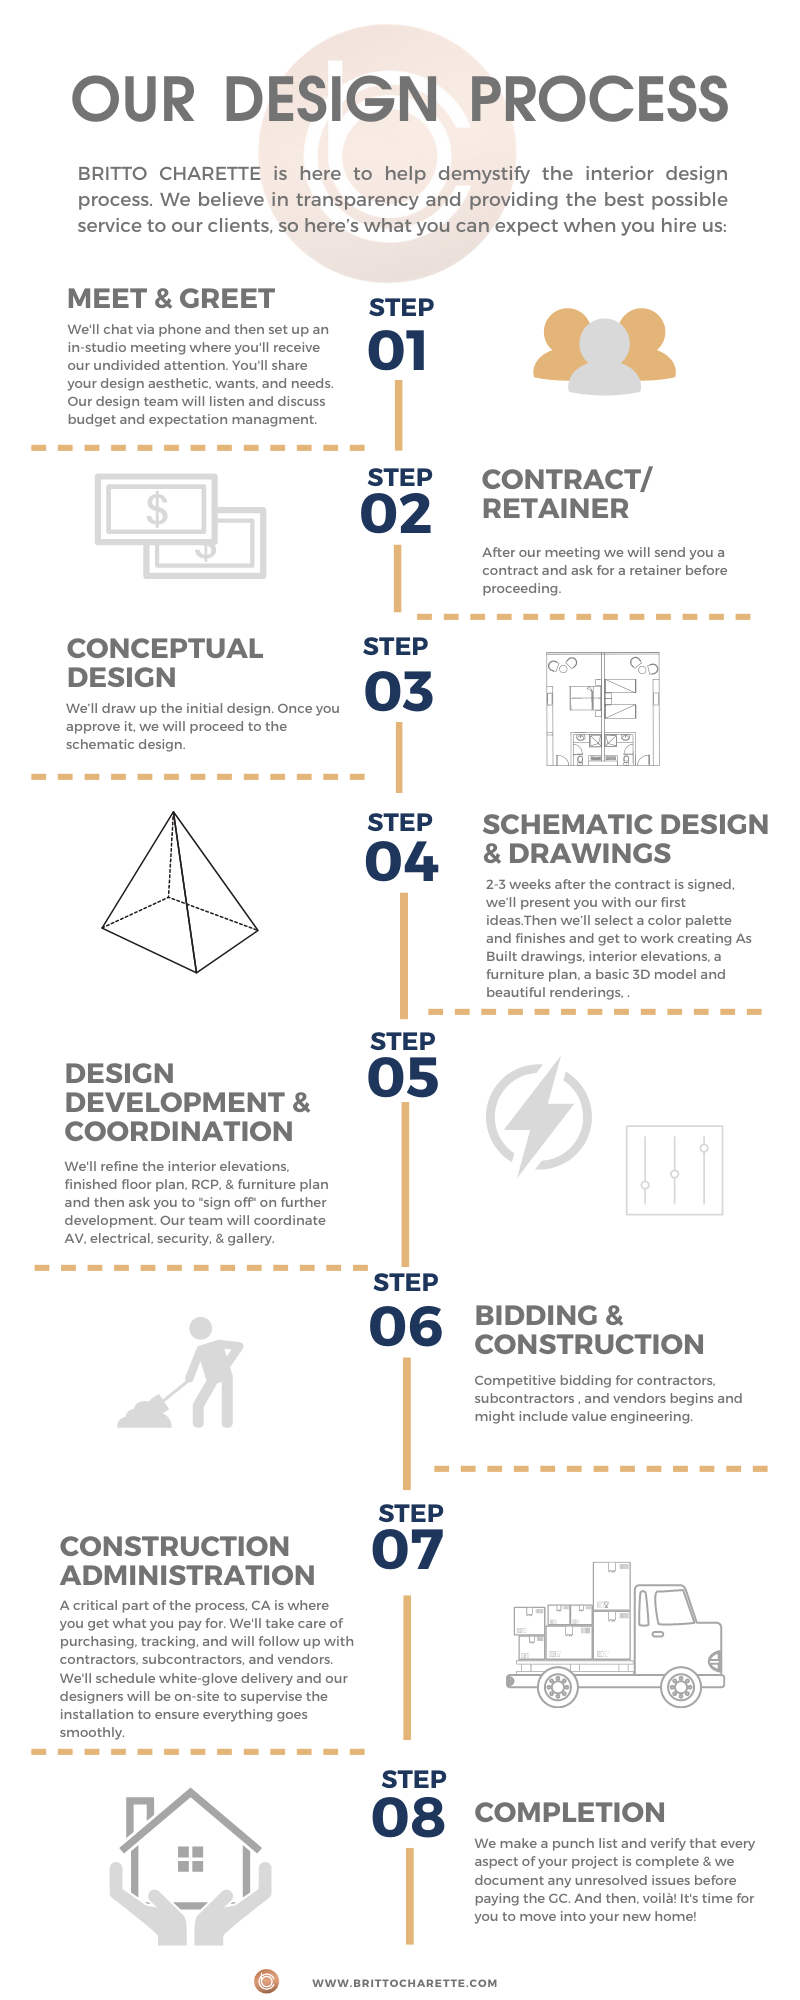 OUR DESIGN PROCESS
BRITTO CHARETTE is here to help demystify the interior design
process. We believe in transparency and providing the best possible
service to our clients, so here's what you can expect when you hire us:
MEET & GREET
We'll chat via phone and then set up an
in-studio meeting where you'll receive
our undivided attention. You'll share
your design aesthetic, wants, and needs.
Our design team will listen and discuss
budget and expectation managment.
STEP
01
$
$
STEP
02
CONTRACT/
RETAINER
After our meeting we will send you a
contract and ask for a retainer before
proceeding.
CONCEPTUAL
DESIGN
We'll draw up the initial design. Once you
approve it, we will proceed to the
schematic design.
STEP
03
STEP
04
SCHEMATIC DESIGN
& DRAWINGS
2-3 weeks after the contract is signed,
we'll present you with our first
ideas.Then we'll select a color palette
and finishes and get to work creating As
Built drawings, interior elevations, a
furniture plan, a basic 3D model and
beautiful renderings, .
STEP
05
DESIGN
DEVELOPMENT &
COORDINATION
We'll refine the interior elevations,
finished floor plan, RCP, & furniture plan
and then ask you to "sign off" on further
development. Our team will coordinate
AV, electrical, security, & gallery.
STEP
06
BIDDING &
CONSTRUCTION
Competitive bidding for contractors,
subcontractors , and vendors begins and
might include value engineering.
STEP
07
CONSTRUCTION
ADMINISTRATION
A critical part of the process, CA is where
you get what you pay for. We'll take care of
purchasing, tracking, and will follow up with
contractors, subcontractors, and vendors.
We'll schedule white-glove delivery and our
designers will be on-site to supervise the
installation to ensure everything goes
smoothly.
STEP
08
COMPLETION
We make a punch list and verify that every
aspect of your project is complete & we
document any unresolved issues before
paying the GC. And then, voilà! It's time for
you to move into your new home!
WWW.BRITTOCHARETTE.COM